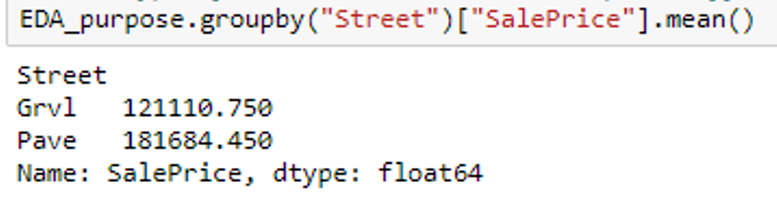 EDA_purpose.groupby("Street")["SalePrice"].mean()
Street
Grvl   121110.750
Pave   181684.450
Name: SalePrice, dtype: float64